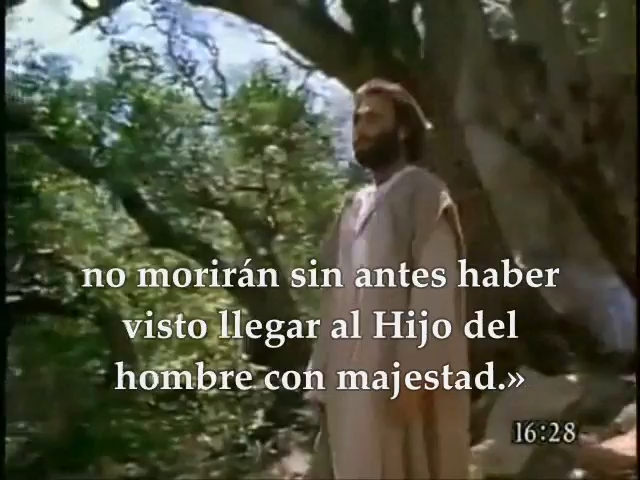 no morirán sin antes haber
visto llegar al Hijo del
hombre con majestad.»
16:28